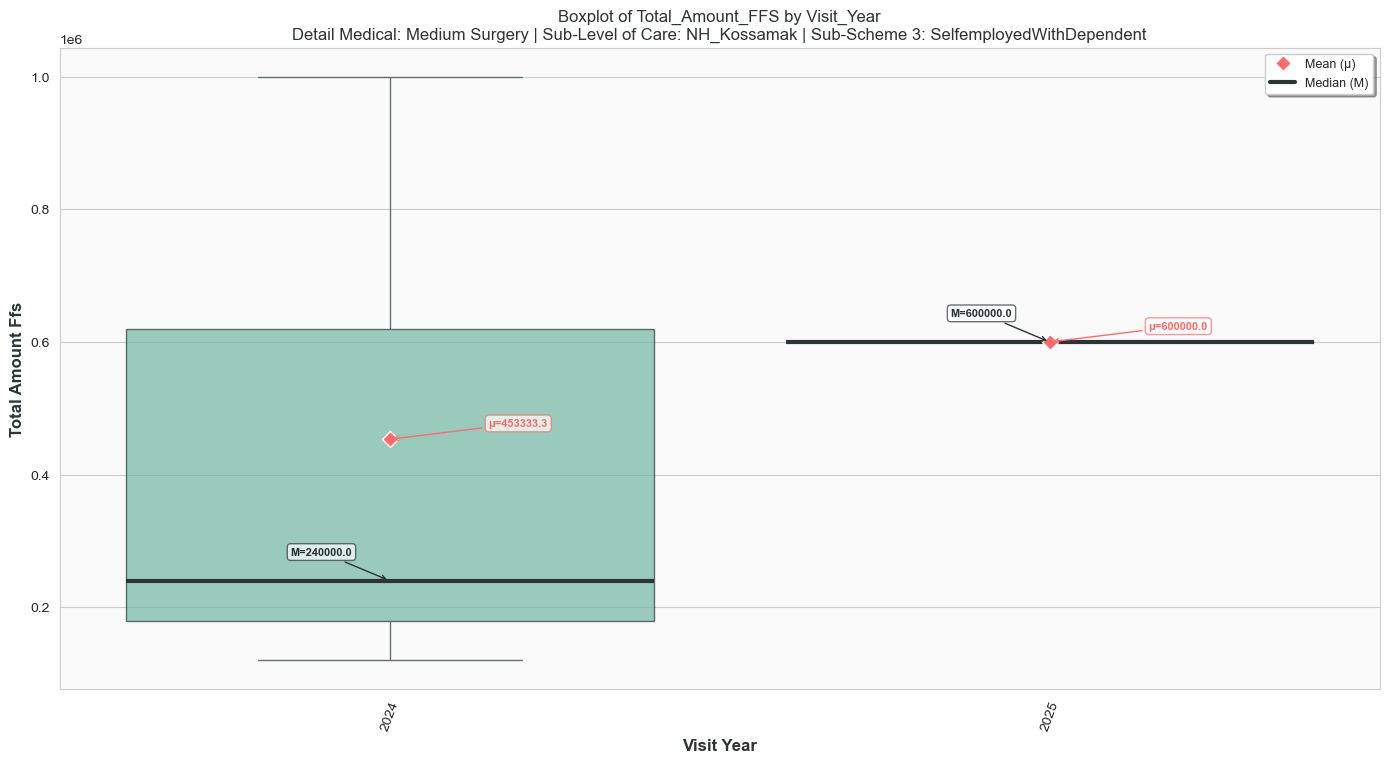 Boxplot of Total_Amount_FFS by Visit_Year
Detail Medical: Medium Surgery | Sub-Level of Care: NH_Kossamak | Sub-Scheme 3: SelfemployedWithDependent
1e6
Mean (μ)
Median (M)
1.0
0.8
0.6
0.4
0.2
Total Amount Ffs
M=600000.0
μ=600000.0
μ=453333.3
M=240000.0
2024
2025
Visit Year